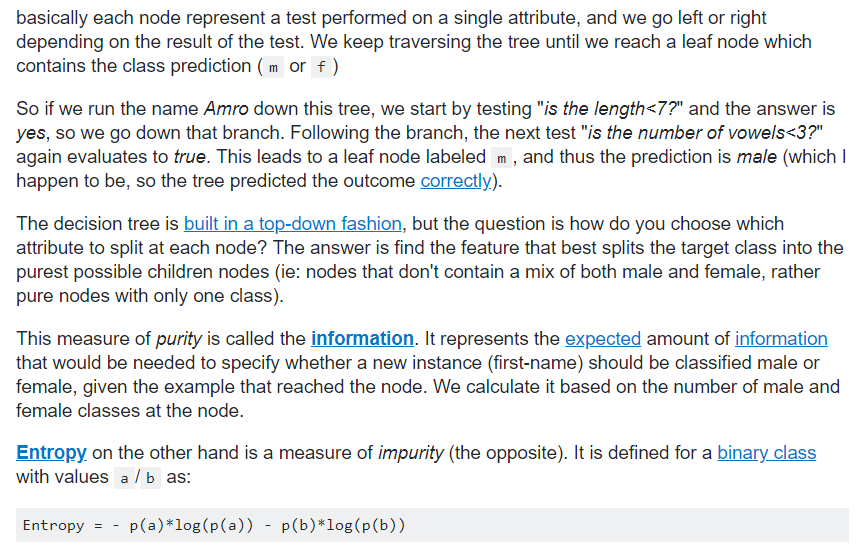 basically each node represent a test performed on a single attribute, and we go left or right
depending on the result of the test. We keep traversing the tree until we reach a leaf node which
contains the class prediction ( m or f )
So if we run the name Amro down this tree, we start by testing "is the length<7?" and the answer is
yes, so we go down that branch. Following the branch, the next test "is the number of vowels<3?"
again evaluates to true. This leads to a leaf node labeled m , and thus the prediction is male (which I
happen to be, so the tree predicted the outcome correctly).
The decision tree is built in a top-down fashion, but the question is how do you choose which
attribute to split at each node? The answer is find the feature that best splits the target class into the
purest possible children nodes (ie: nodes that don't contain a mix of both male and female, rather
pure nodes with only one class).
This measure of purity is called the information. It represents the expected amount of information
that would be needed to specify whether a new instance (first-name) should be classified male or
female, given the example that reached the node. We calculate it based on the number of male and
female classes at the node.
Entropy on the other hand is a measure of impurity (the opposite). It is defined for a binary class
with values a / b as:
Entropy = - p(a)*log(p(a)) - p(b)*log(p(b))